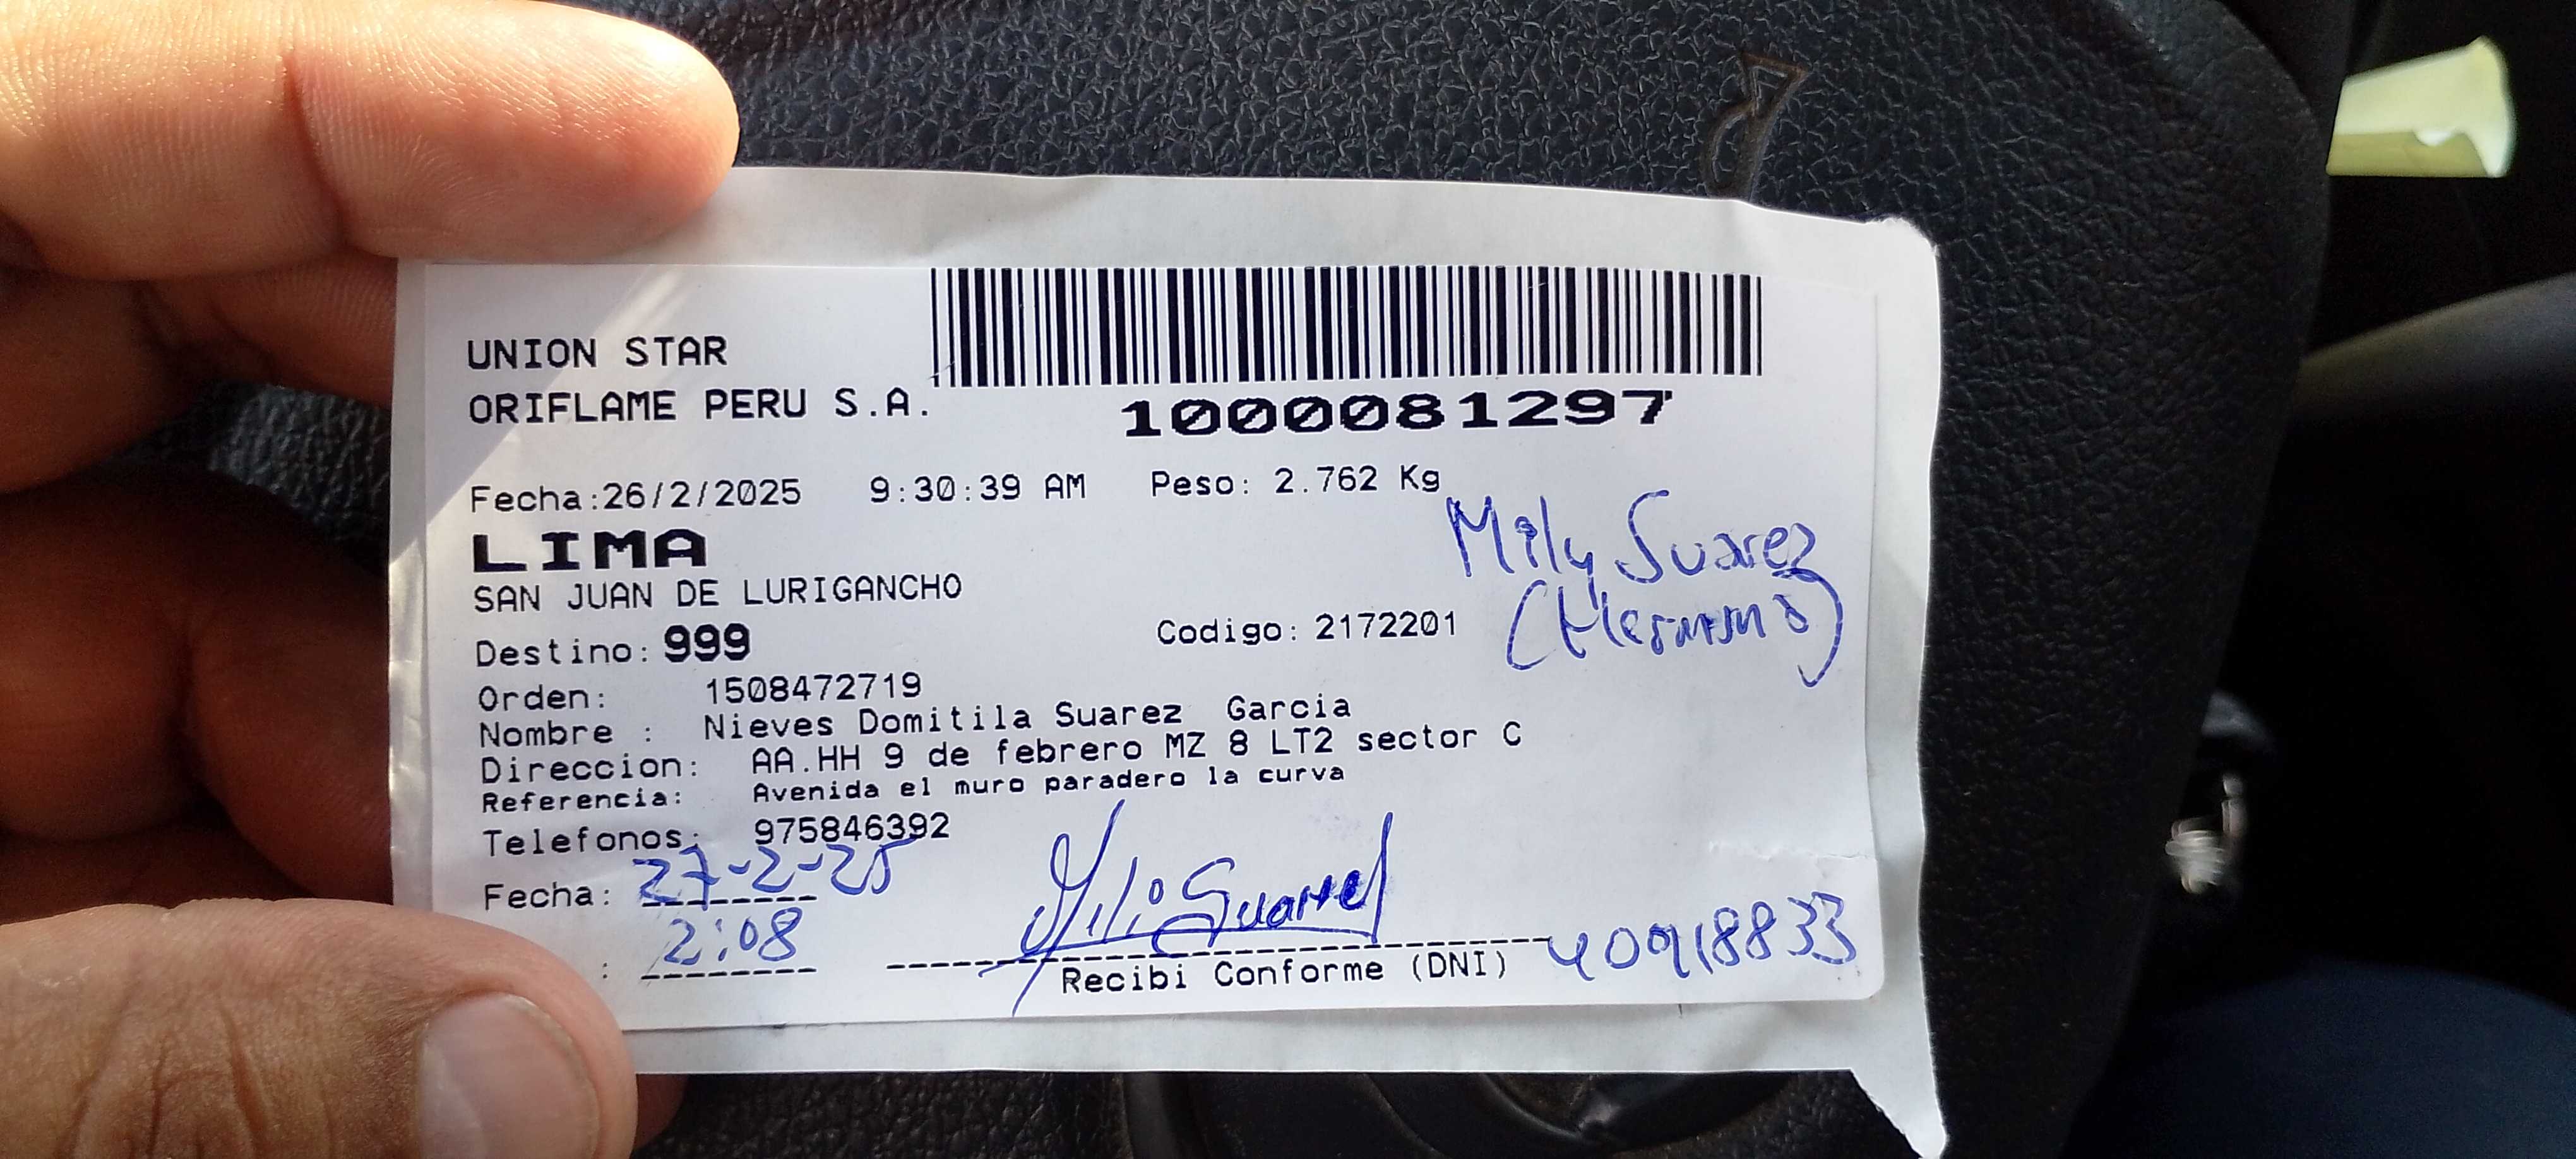 UNION STAR
ORIFLAME PERU S.A.
1000081297
Fecha:26/2/2025 9:30:39 AM Peso: 2.762 Kg
LIMA
Mily Suarez
SAN JUAN DE LURIGANCHO
(Hermana)
Destino: 999 Codigo: 2172201
Orden: 1508472719
Nombre : Nieves Domitila Suarez Garcia
Direccion: AA.HH 9 de febrero MZ 8 LT2 sector C
Referencia: Avenida el muro paradero la curva
Telefonos: 975846392
Fecha: 27-2-25
: 2:08
Mili Suarez
Recibi Conforme (DNI) 40918833